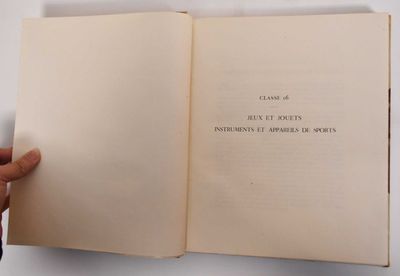 CLASSE 16
JEUX ET JOUETS
INSTRUMENTS ET APPAREILS DE SPORTS